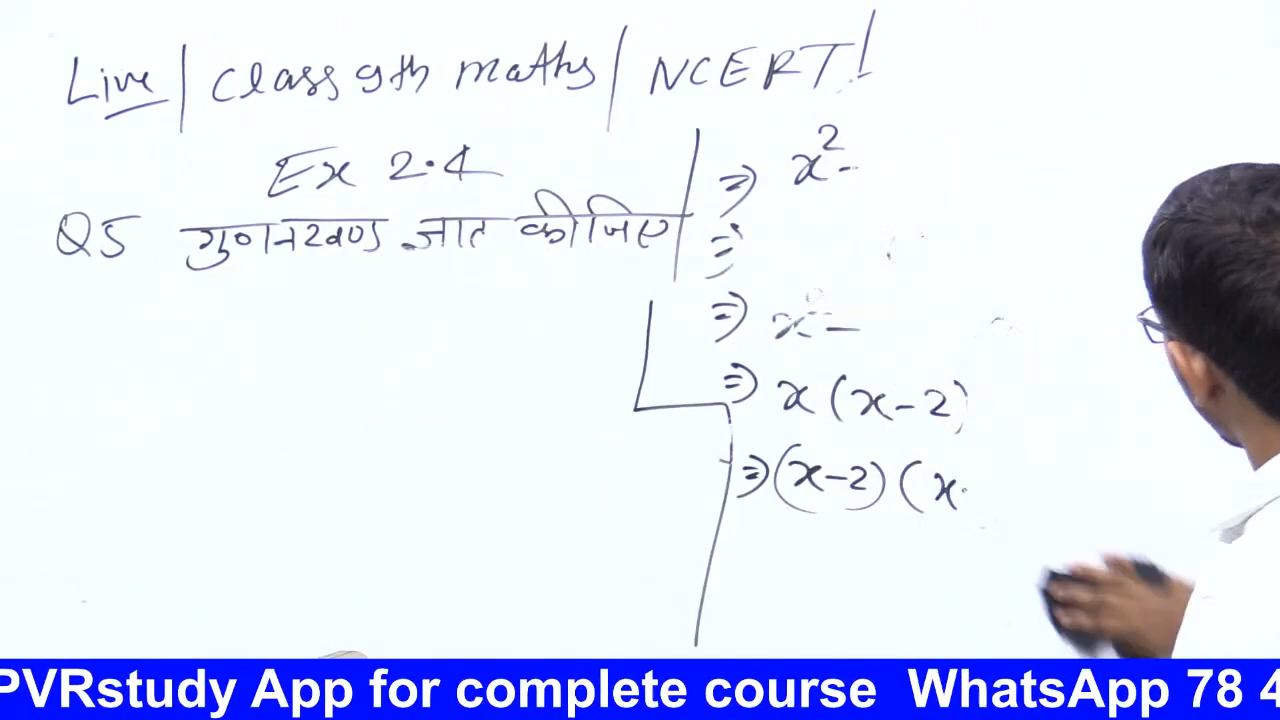 Live | Class 9th maths | NCERT!
Ex 2.4
Q5 गुणनखण्ड ज्ञात कीजिए
⇒ x² -
⇒
⇒ x² -
⇒ x (x-2)
⇒ (x-2) (x
PVRstudy App for complete course WhatsApp 78 4